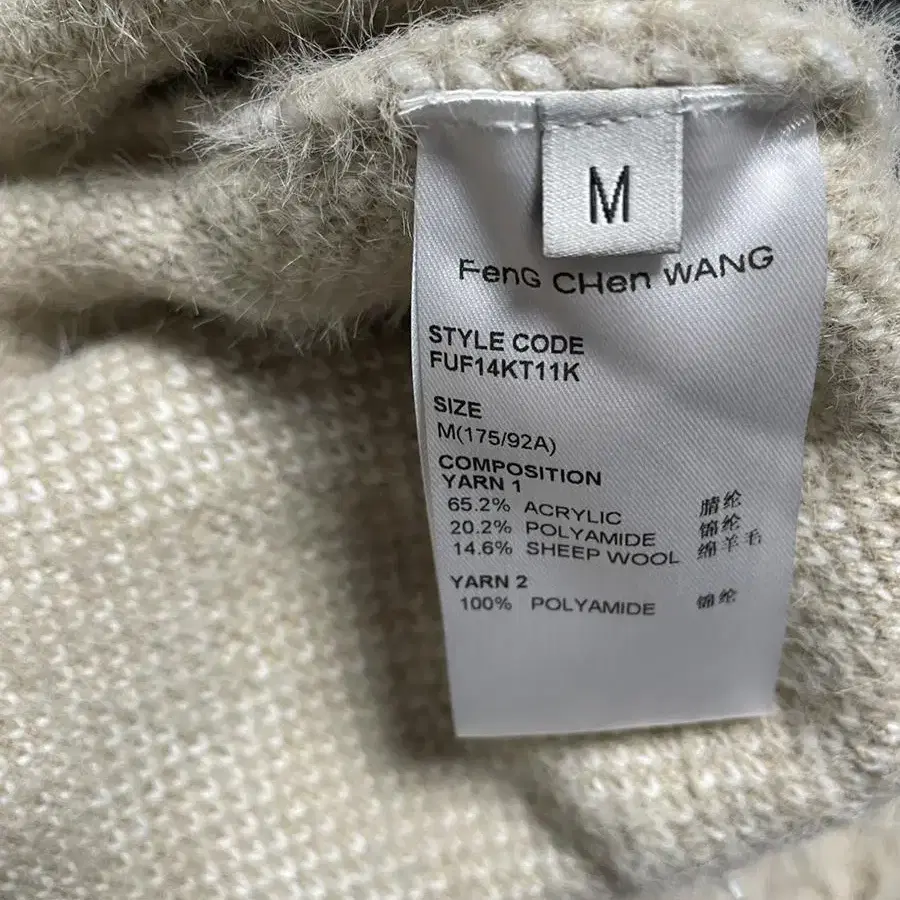 M
FenG CHen WANG
STYLE CODE
FUF14KT11K
SIZE
M(175/92A)
COMPOSITION
YARN 1
65.2% ACRYLIC 腈纶
20.2% POLYAMIDE 锦纶
14.6% SHEEP WOOL 绵羊毛
YARN 2
100% POLYAMIDE 锦纶